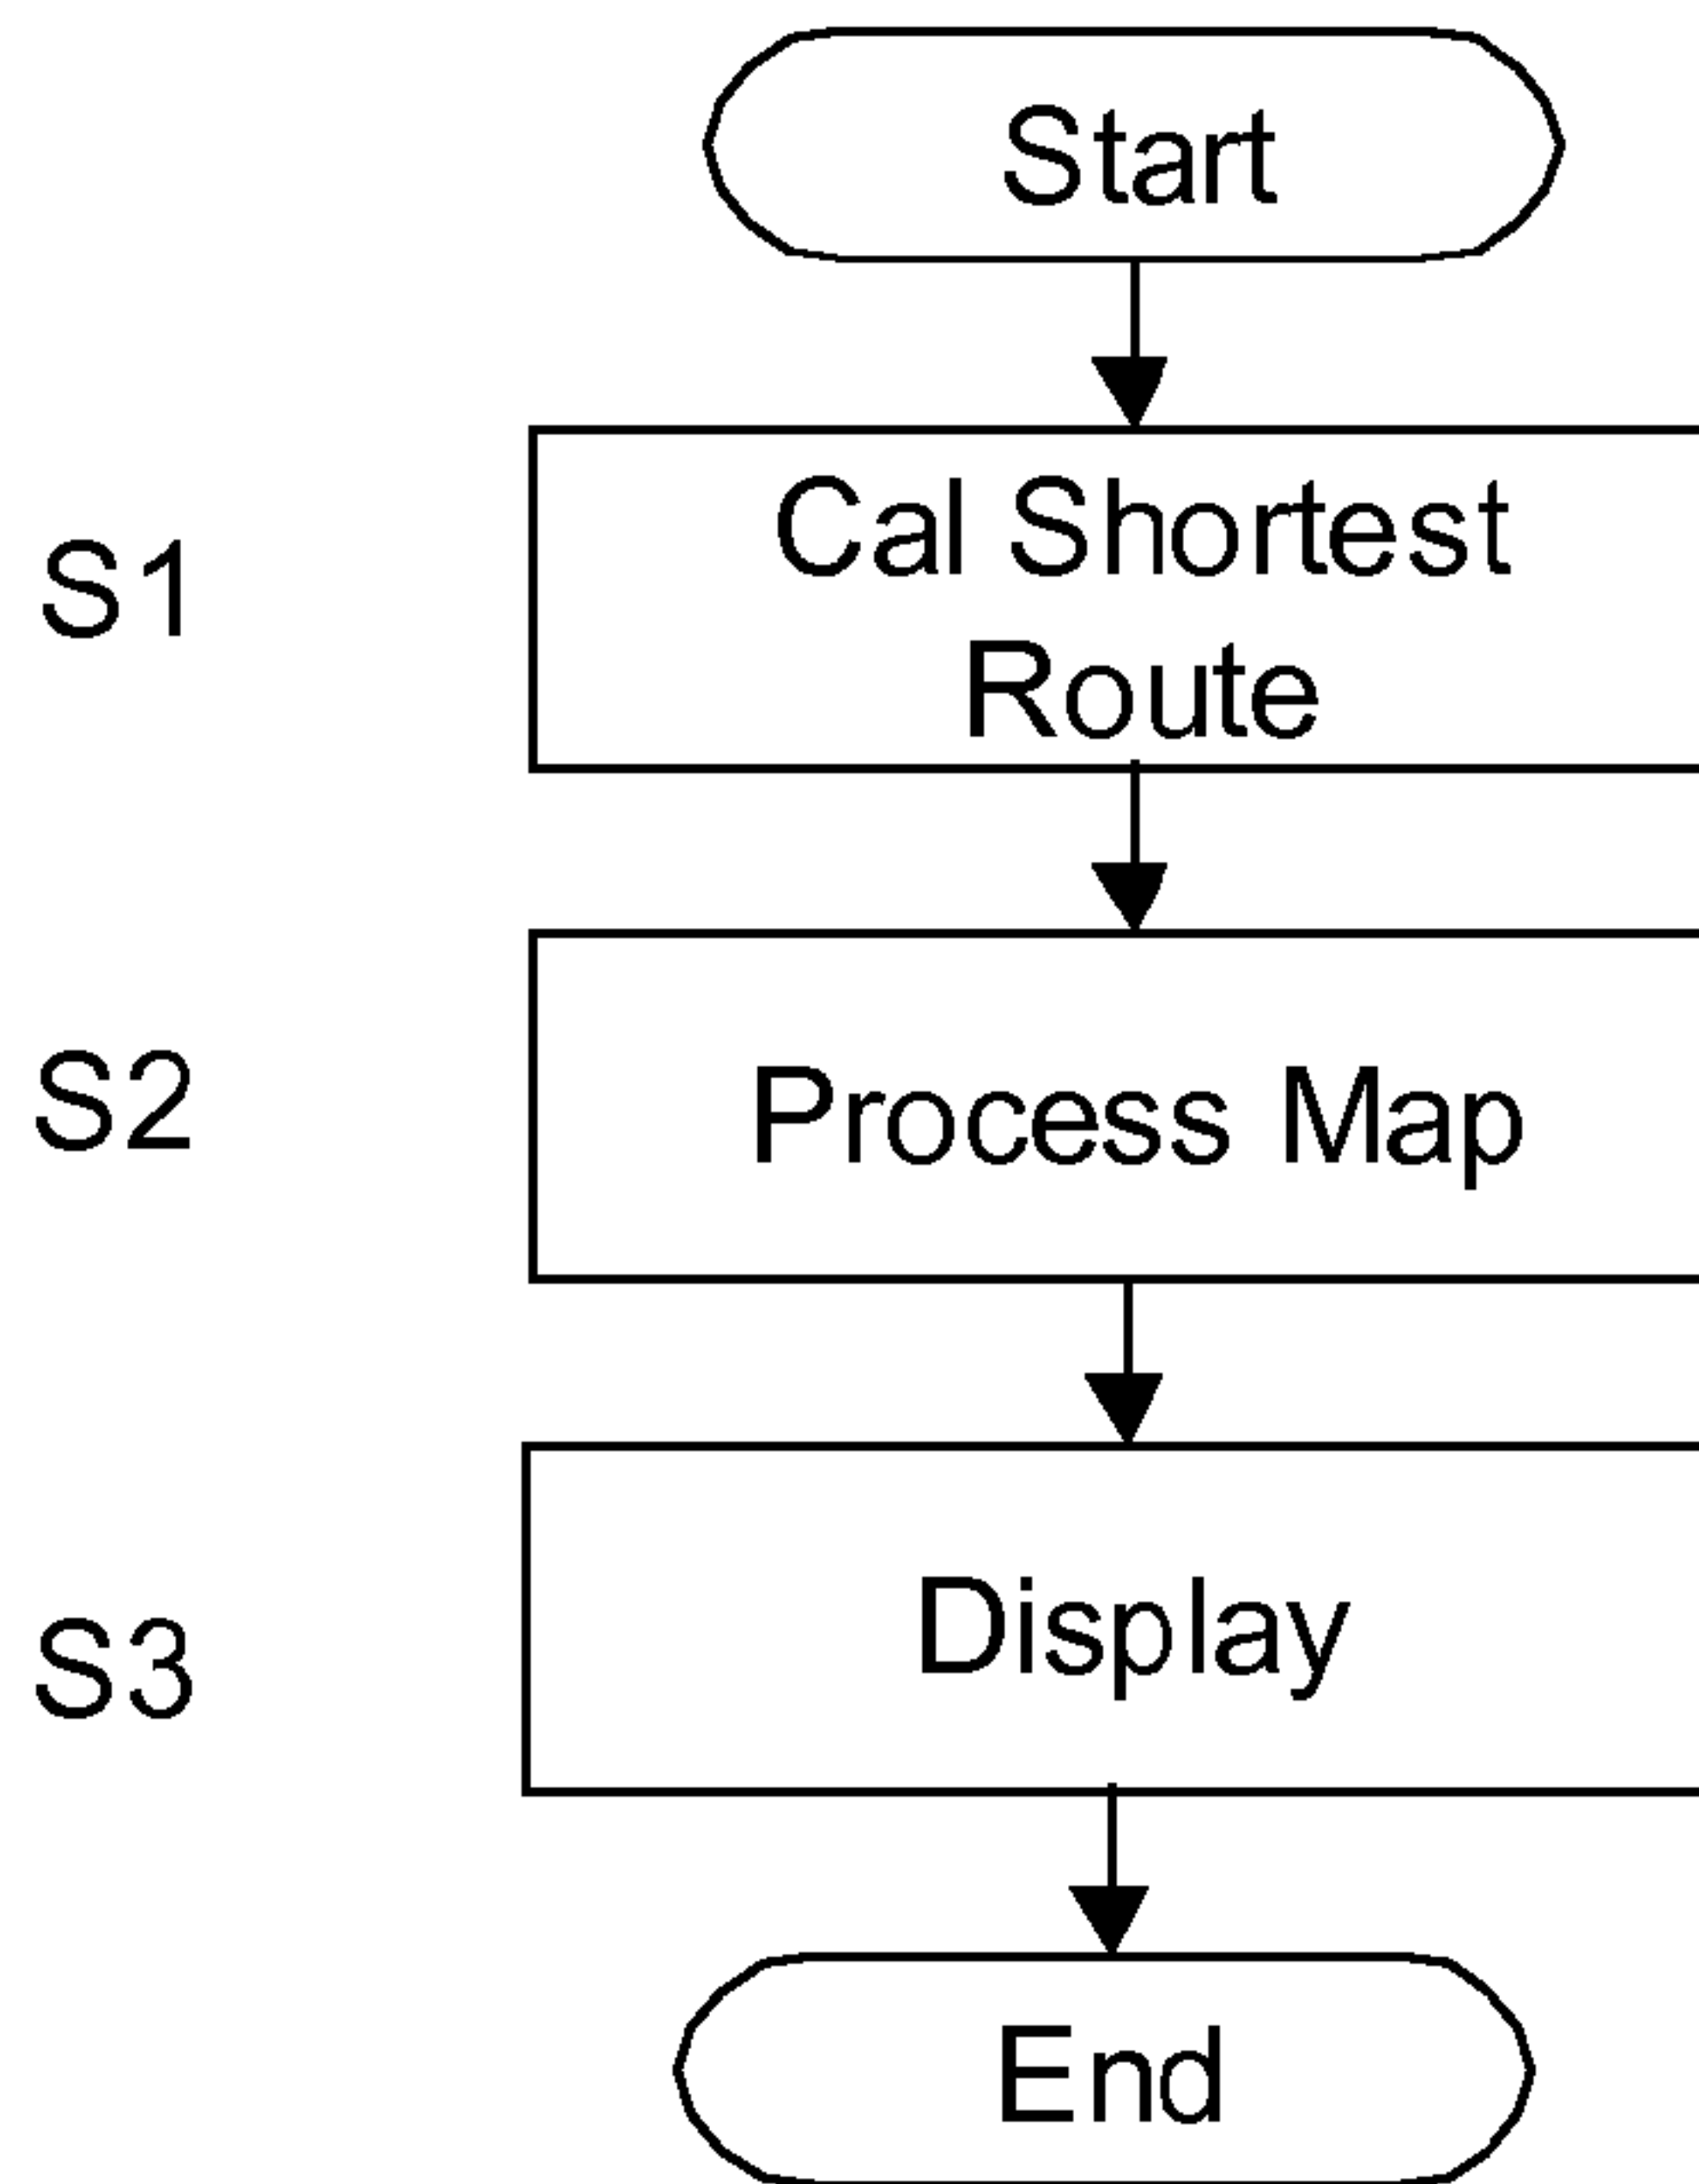 Start
S1
Cal Shortest
Route
S2
Process Map
S3
Display
End